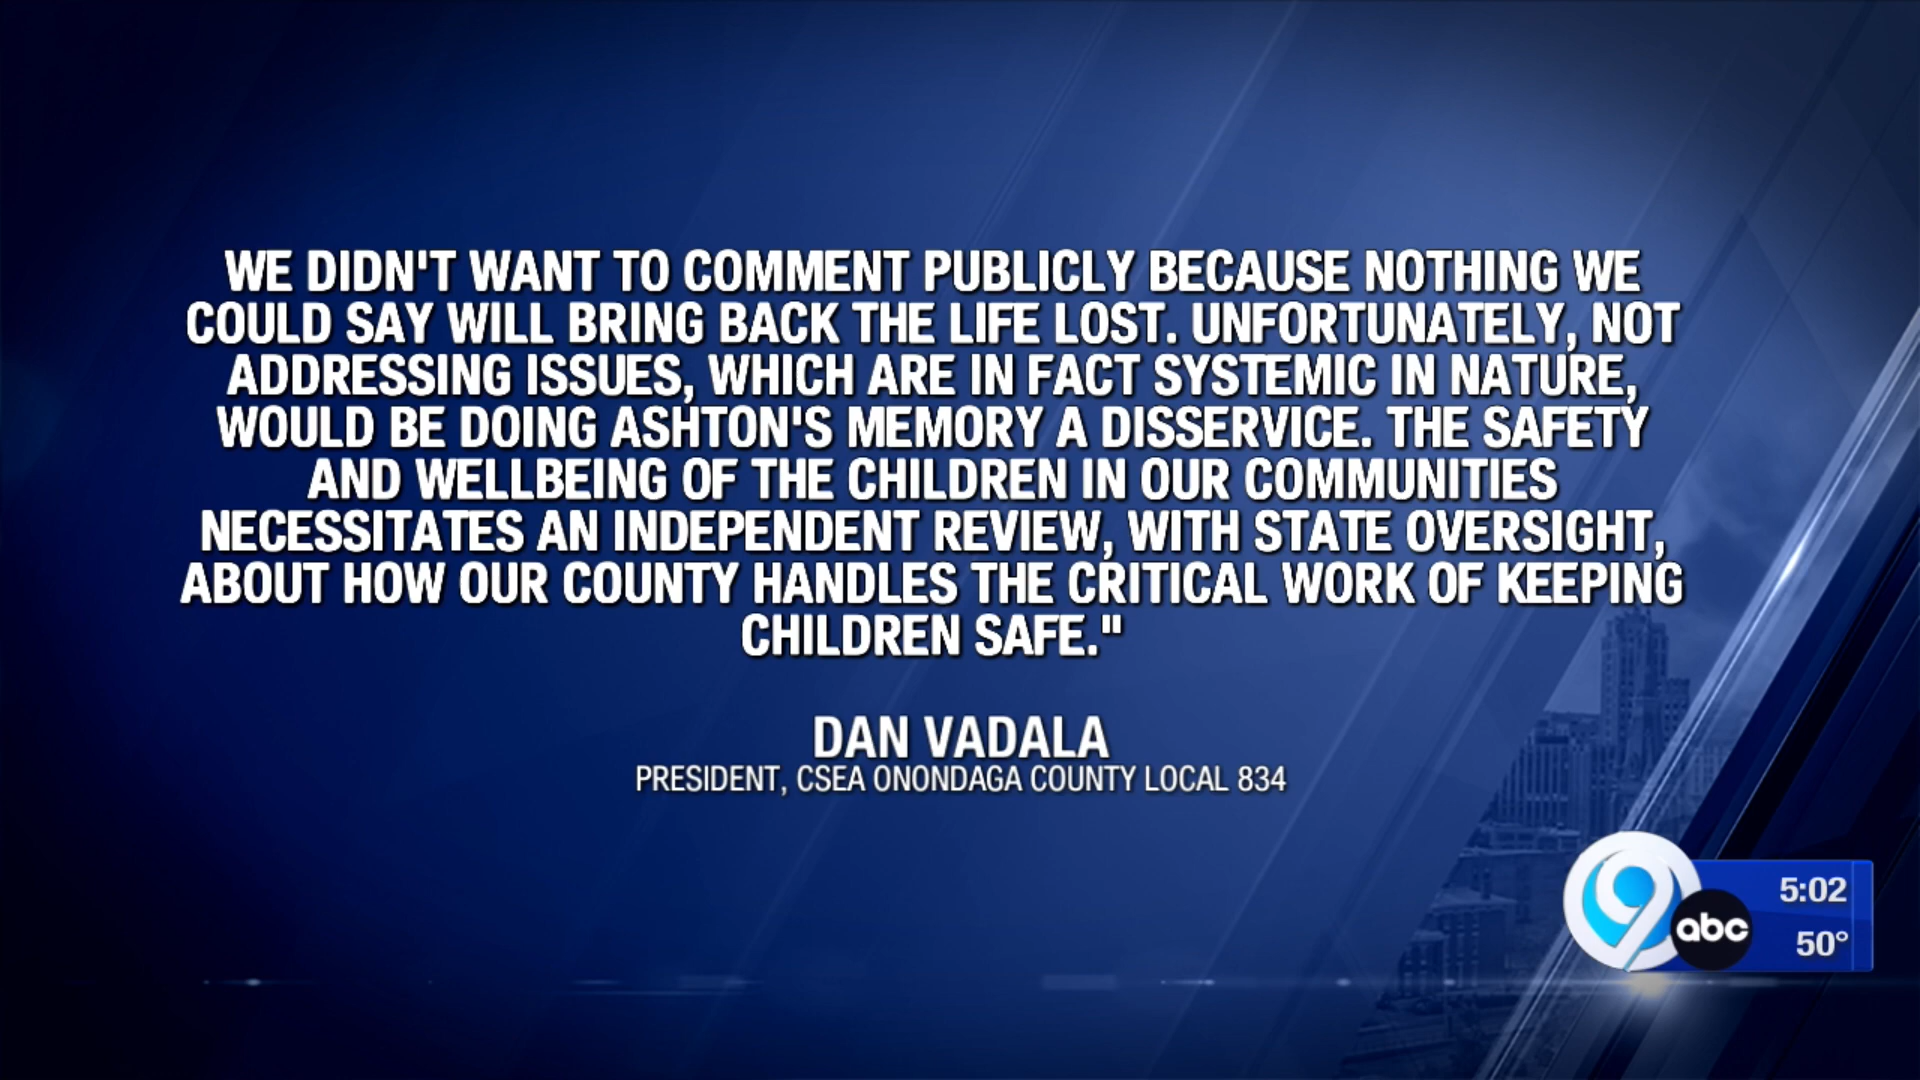 WE DIDN'T WANT TO COMMENT PUBLICLY BECAUSE NOTHING WE
COULD SAY WILL BRING BACK THE LIFE LOST. UNFORTUNATELY, NOT
ADDRESSING ISSUES, WHICH ARE IN FACT SYSTEMIC IN NATURE,
WOULD BE DOING ASHTON'S MEMORY A DISSERVICE. THE SAFETY
AND WELLBEING OF THE CHILDREN IN OUR COMMUNITIES
NECESSITATES AN INDEPENDENT REVIEW, WITH STATE OVERSIGHT,
ABOUT HOW OUR COUNTY HANDLES THE CRITICAL WORK OF KEEPING
CHILDREN SAFE."
DAN VADALA
PRESIDENT, CSEA ONONDAGA COUNTY LOCAL 834
9
abc
5:02
50°